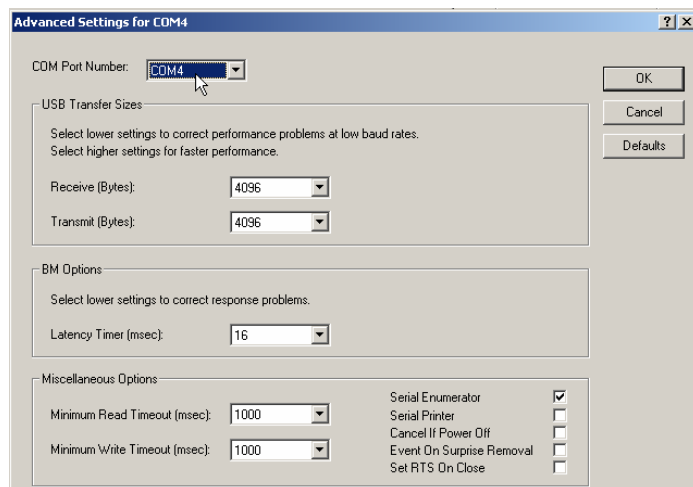 Advanced Settings for COM4
? X
COM Port Number: COM4
OK
Cancel
Defaults
USB Transfer Sizes
Select lower settings to correct performance problems at low baud rates.
Select higher settings for faster performance.
Receive (Bytes): 4096
Transmit (Bytes): 4096
BM Options
Select lower settings to correct response problems.
Latency Timer (msec): 16
Miscellaneous Options
Minimum Read Timeout (msec): 1000
Minimum Write Timeout (msec): 1000
Serial Enumerator
Serial Printer
Cancel If Power Off
Event On Surprise Removal
Set RTS On Close